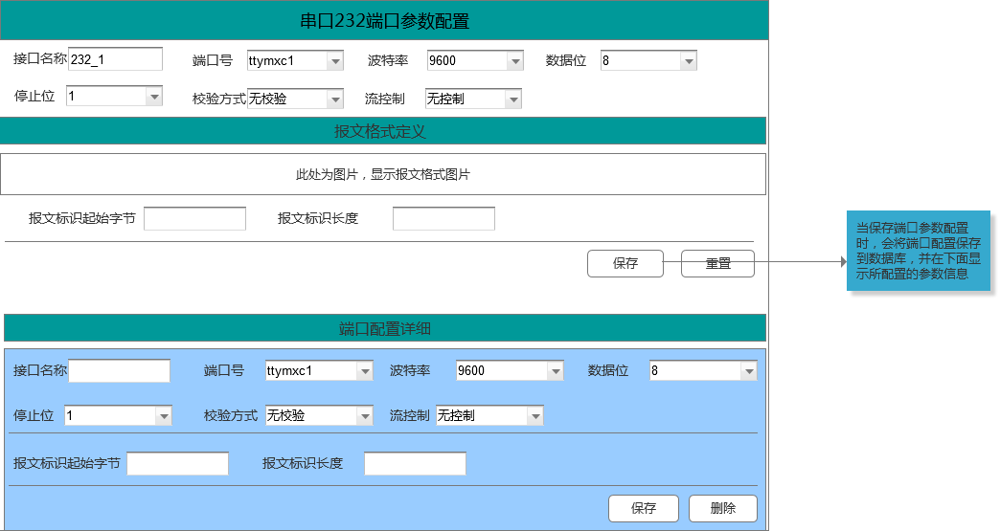 串口232端口参数配置
接口名称 232_1 端口号 ttymxc1 波特率 9600 数据位 8
停止位 1 校验方式 无校验 流控制 无控制
报文格式定义
此处为图片，显示报文格式图片
报文标识起始字节 报文标识长度
保存 重置
当保存端口参数配置
时，会将端口配置保存
到数据库，并在下面显
示所配置的参数信息
端口配置详细
接口名称 端口号 ttymxc1 波特率 9600 数据位 8
停止位 1 校验方式 无校验 流控制 无控制
报文标识起始字节 报文标识长度
保存 删除